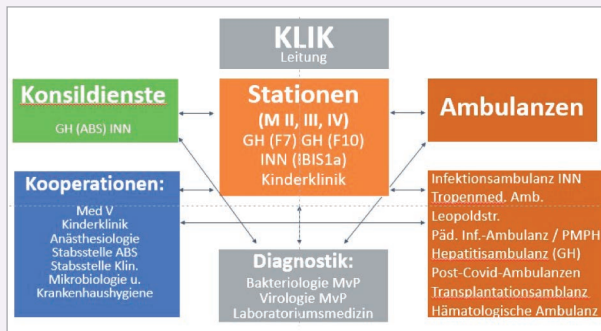 KLIK
Leitung
Konsildienste
GH (ABS) INN
Stationen
(M II, III, IV)
GH (F7) GH (F10)
INN (IBIS1a)
Kinderklinik
Ambulanzen
Kooperationen:
Med V
Kinderklinik
Anästhesiologie
Stabsstelle ABS
Stabsstelle Klin.
Mikrobiologie u.
Krankenhaushygiene
Diagnostik:
Bakteriologie MvP
Virologie MvP
Laboratoriumsmedizin
Infektionsambulanz INN
Tropenmed. Amb.
Leopoldstr.
Päd. Inf.-Ambulanz / PMPH
Hepatitisambulanz (GH)
Post-Covid-Ambulanzen
Transplantationsamblanz
Hämatologische Ambulanz